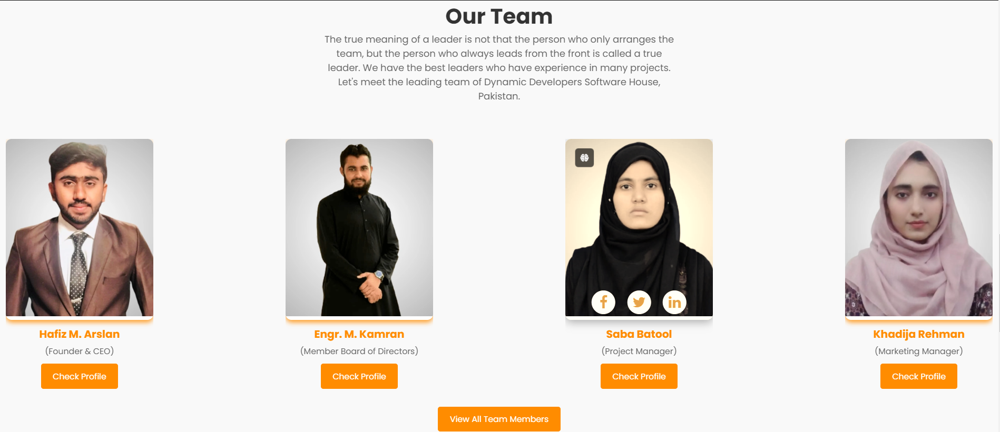 Our Team
The true meaning of a leader is not that the person who only arranges the
team, but the person who always leads from the front is called a true
leader. We have the best leaders who have experience in many projects.
Let's meet the leading team of Dynamic Developers Software House,
Pakistan.
Hafiz M. Arslan
(Founder & CEO)
Check Profile
Engr. M. Kamran
(Member Board of Directors)
Check Profile
Saba Batool
(Project Manager)
Check Profile
Khadija Rehman
(Marketing Manager)
Check Profile
View All Team Members